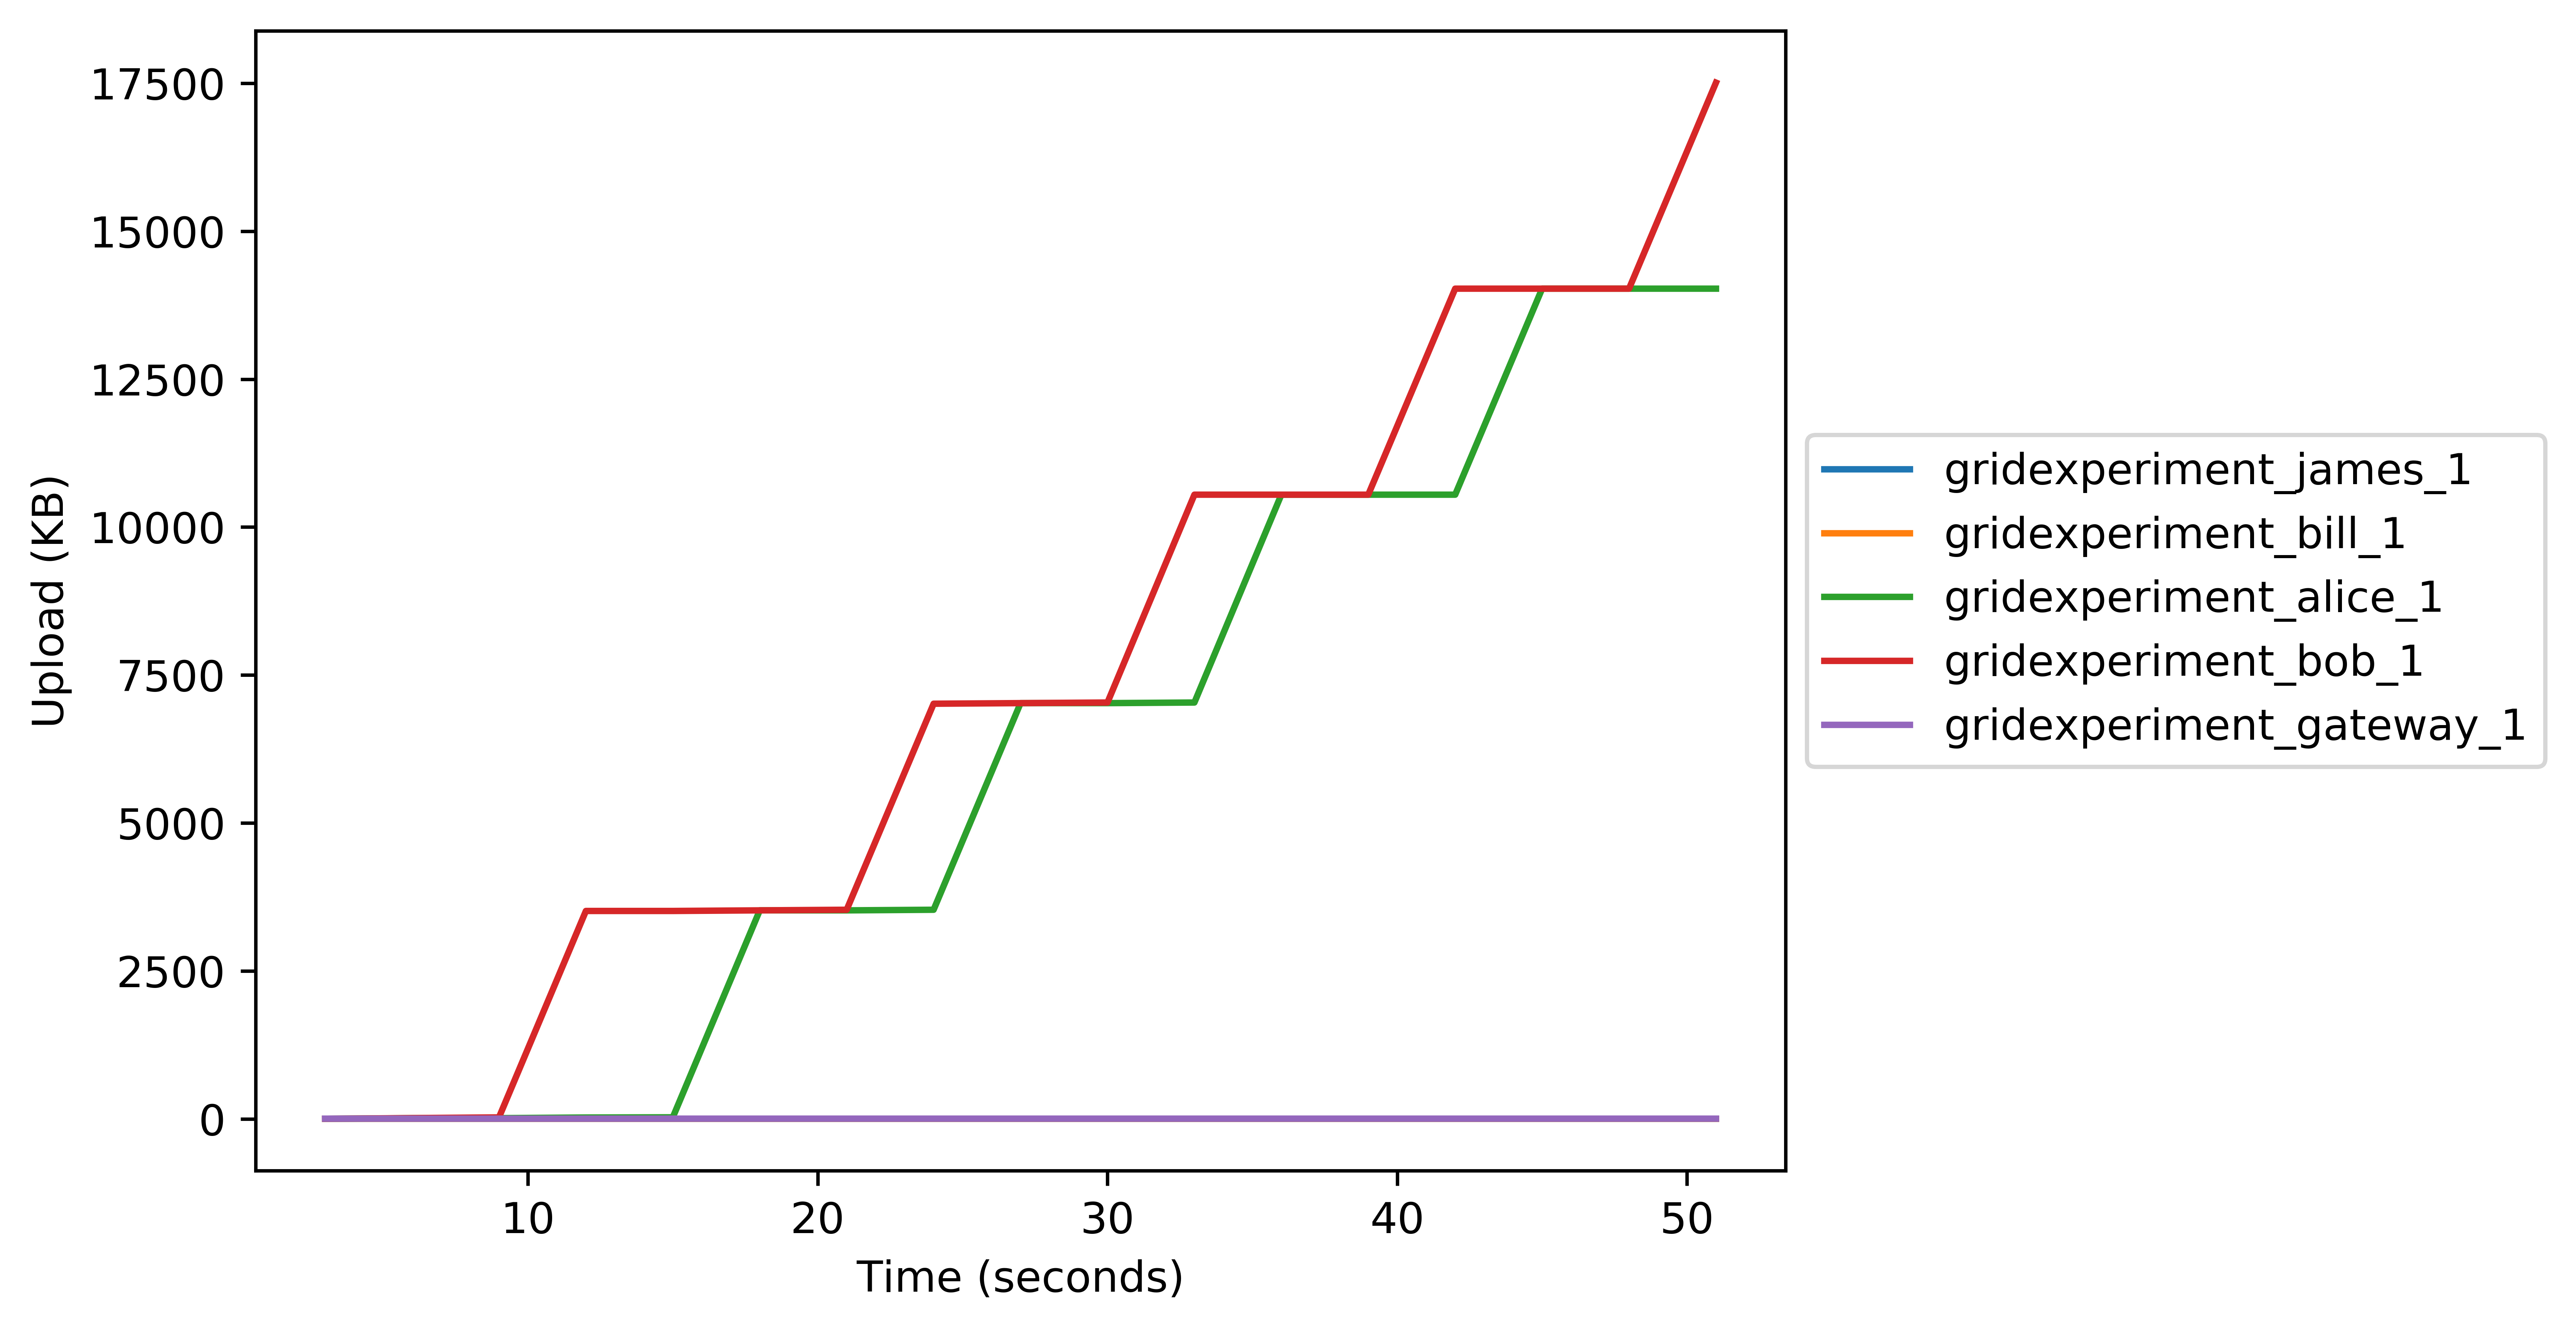 17500
15000
12500
10000
7500
5000
2500
0
Upload (KB)
10 20 30 40 50
Time (seconds)
gridexperiment_james_1
gridexperiment_bill_1
gridexperiment_alice_1
gridexperiment_bob_1
gridexperiment_gateway_1